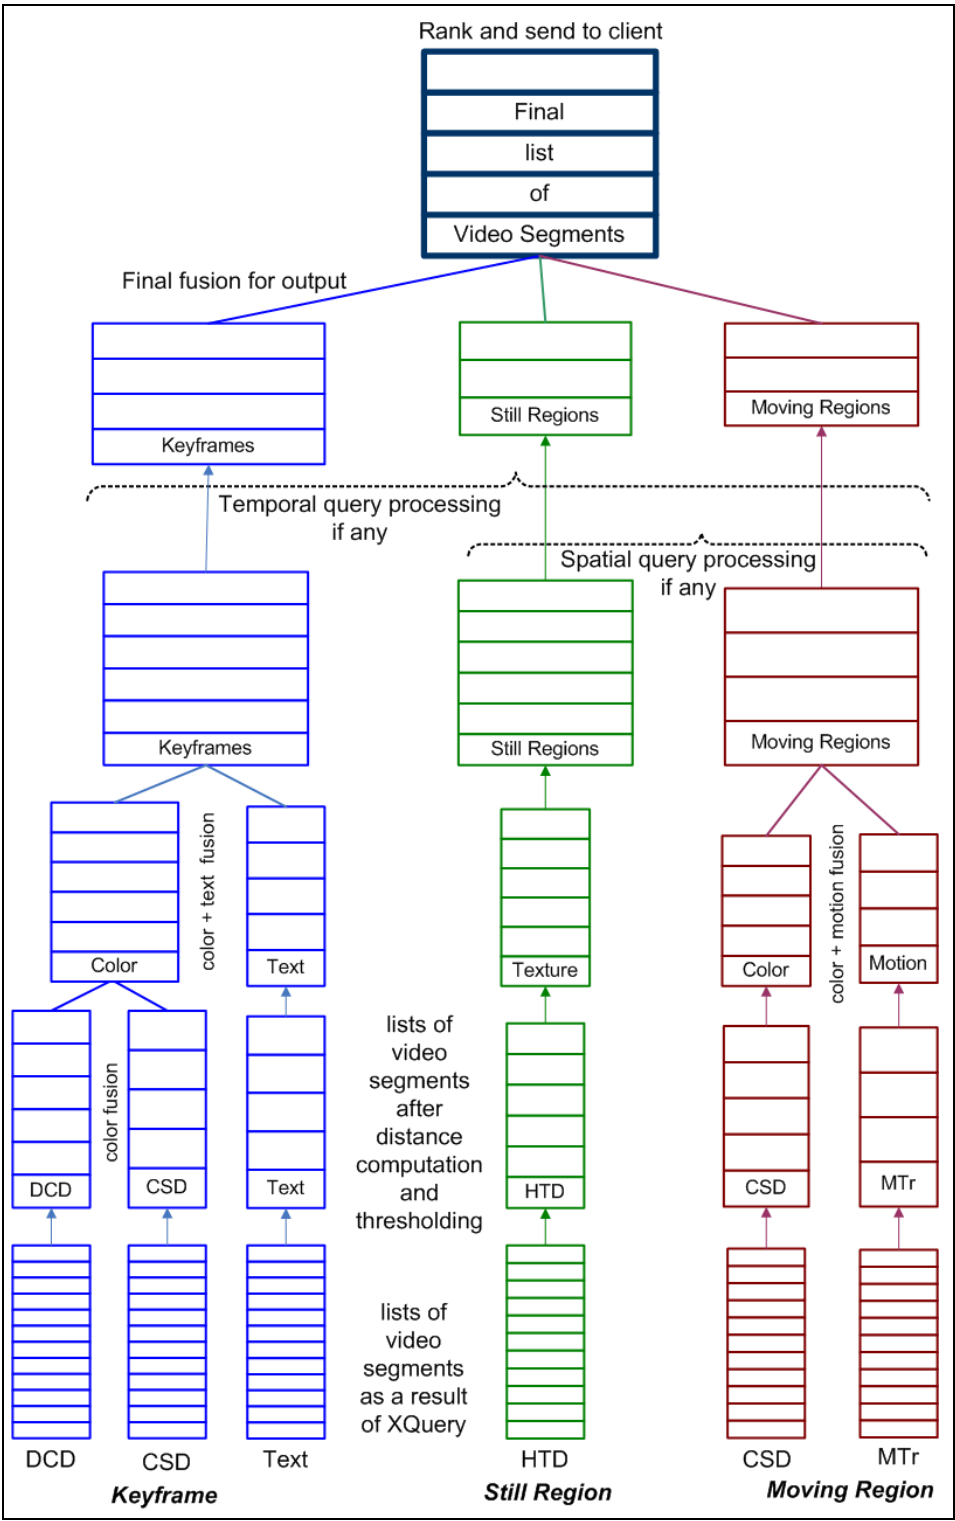 Rank and send to client
Final
list
of
Video Segments
Final fusion for output
Keyframes
Still Regions
Moving Regions
Temporal query processing
if any
Spatial query processing
if any
Keyframes
Still Regions
Moving Regions
color + text fusion
color + motion fusion
Color
Text
Texture
Color
Motion
color fusion
lists of
video
segments
after
distance
computation
and
thresholding
DCD
CSD
Text
HTD
CSD
MTr
lists of
video
segments
as a result
of XQuery
DCD
CSD
Text
HTD
CSD
MTr
Keyframe
Still Region
Moving Region